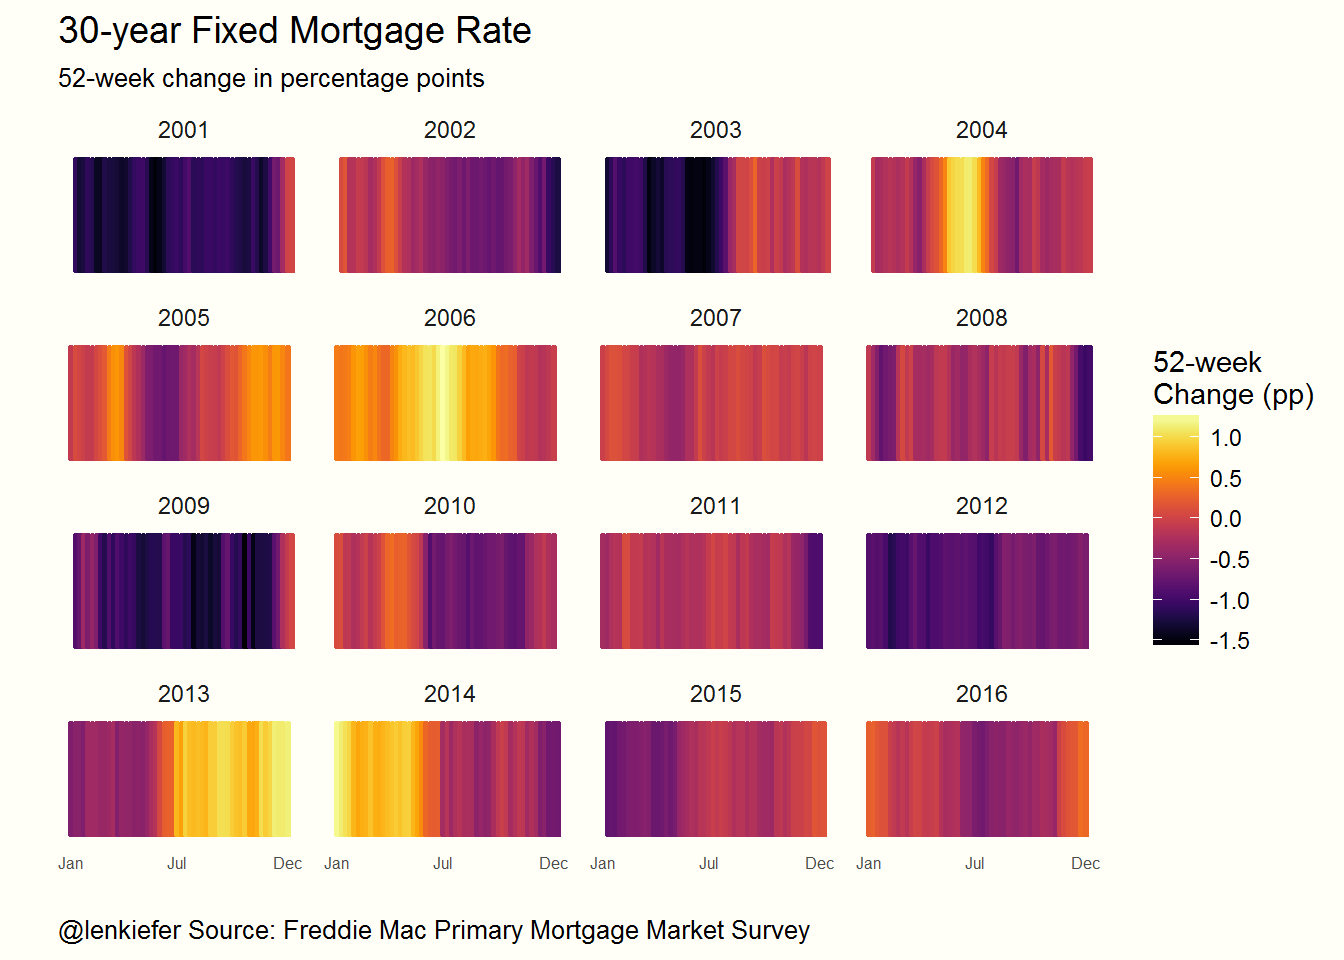 30-year Fixed Mortgage Rate
52-week change in percentage points
2001 2002 2003 2004
2005 2006 2007 2008
52-week
Change (pp)
1.0
0.5
0.0
-0.5
-1.0
-1.5
2009 2010 2011 2012
2013 2014 2015 2016
Jan Jul Dec Jan Jul Dec Jan Jul Dec Jan Jul Dec
@lenkiefer Source: Freddie Mac Primary Mortgage Market Survey